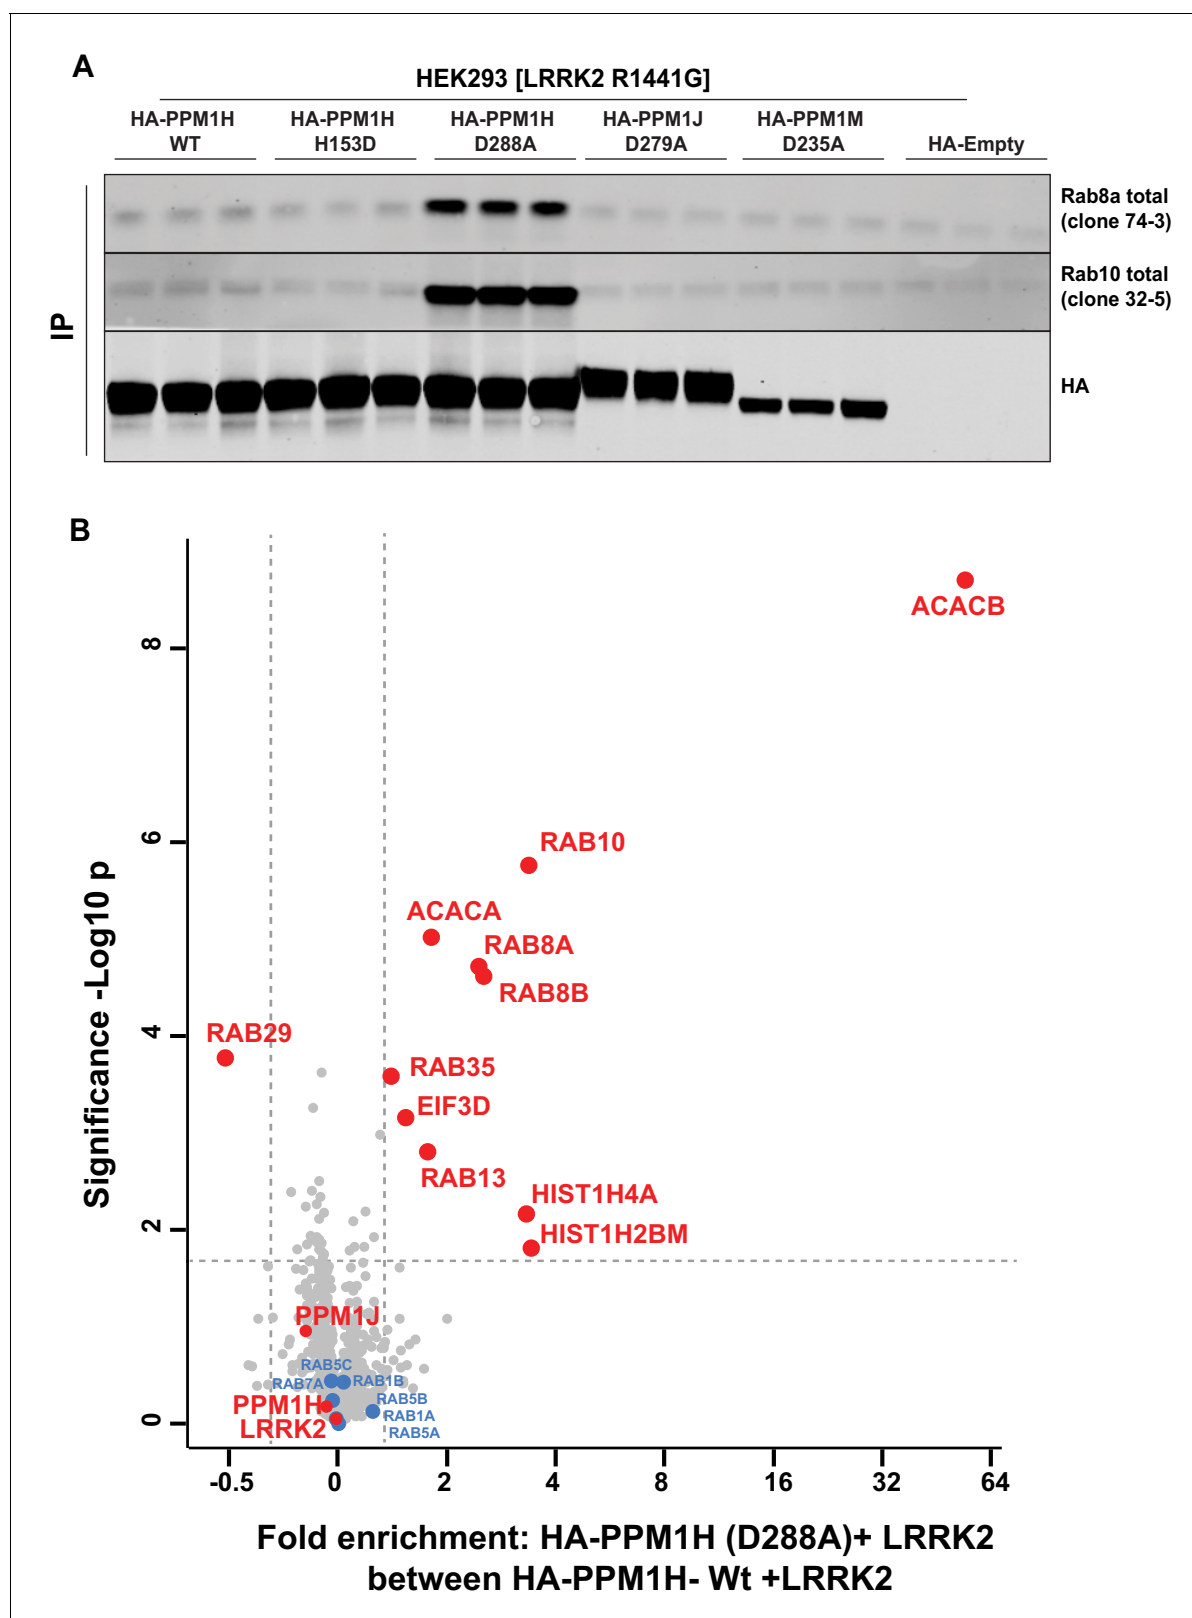 A
HEK293 [LRRK2 R1441G]
HA-PPM1H WT
HA-PPM1H H153D
HA-PPM1H D288A
HA-PPM1J D279A
HA-PPM1M D235A
HA-Empty
IP
Rab8a total
(clone 74-3)
Rab10 total
(clone 32-5)
HA
B
Significance -Log10 p
8
6
4
2
0
ACACB
RAB10
ACACA
RAB8A
RAB8B
RAB29
RAB35
EIF3D
RAB13
HIST1H4A
HIST1H2BM
PPM1J
RAB5C
RAB7A
RAB1B
PPM1H
RAB5B
LRRK2
RAB1A
RAB5A
-0.5 0 2 4 8 16 32 64
Fold enrichment: HA-PPM1H (D288A)+ LRRK2
between HA-PPM1H- Wt +LRRK2